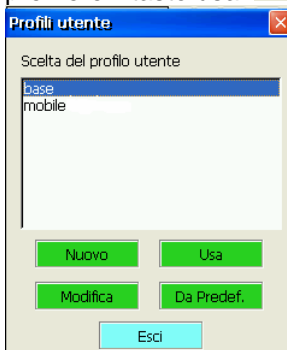 Profili utente
Scelta del profilo utente
base
mobile
Nuovo
Usa
Modifica
Da Predef.
Esci